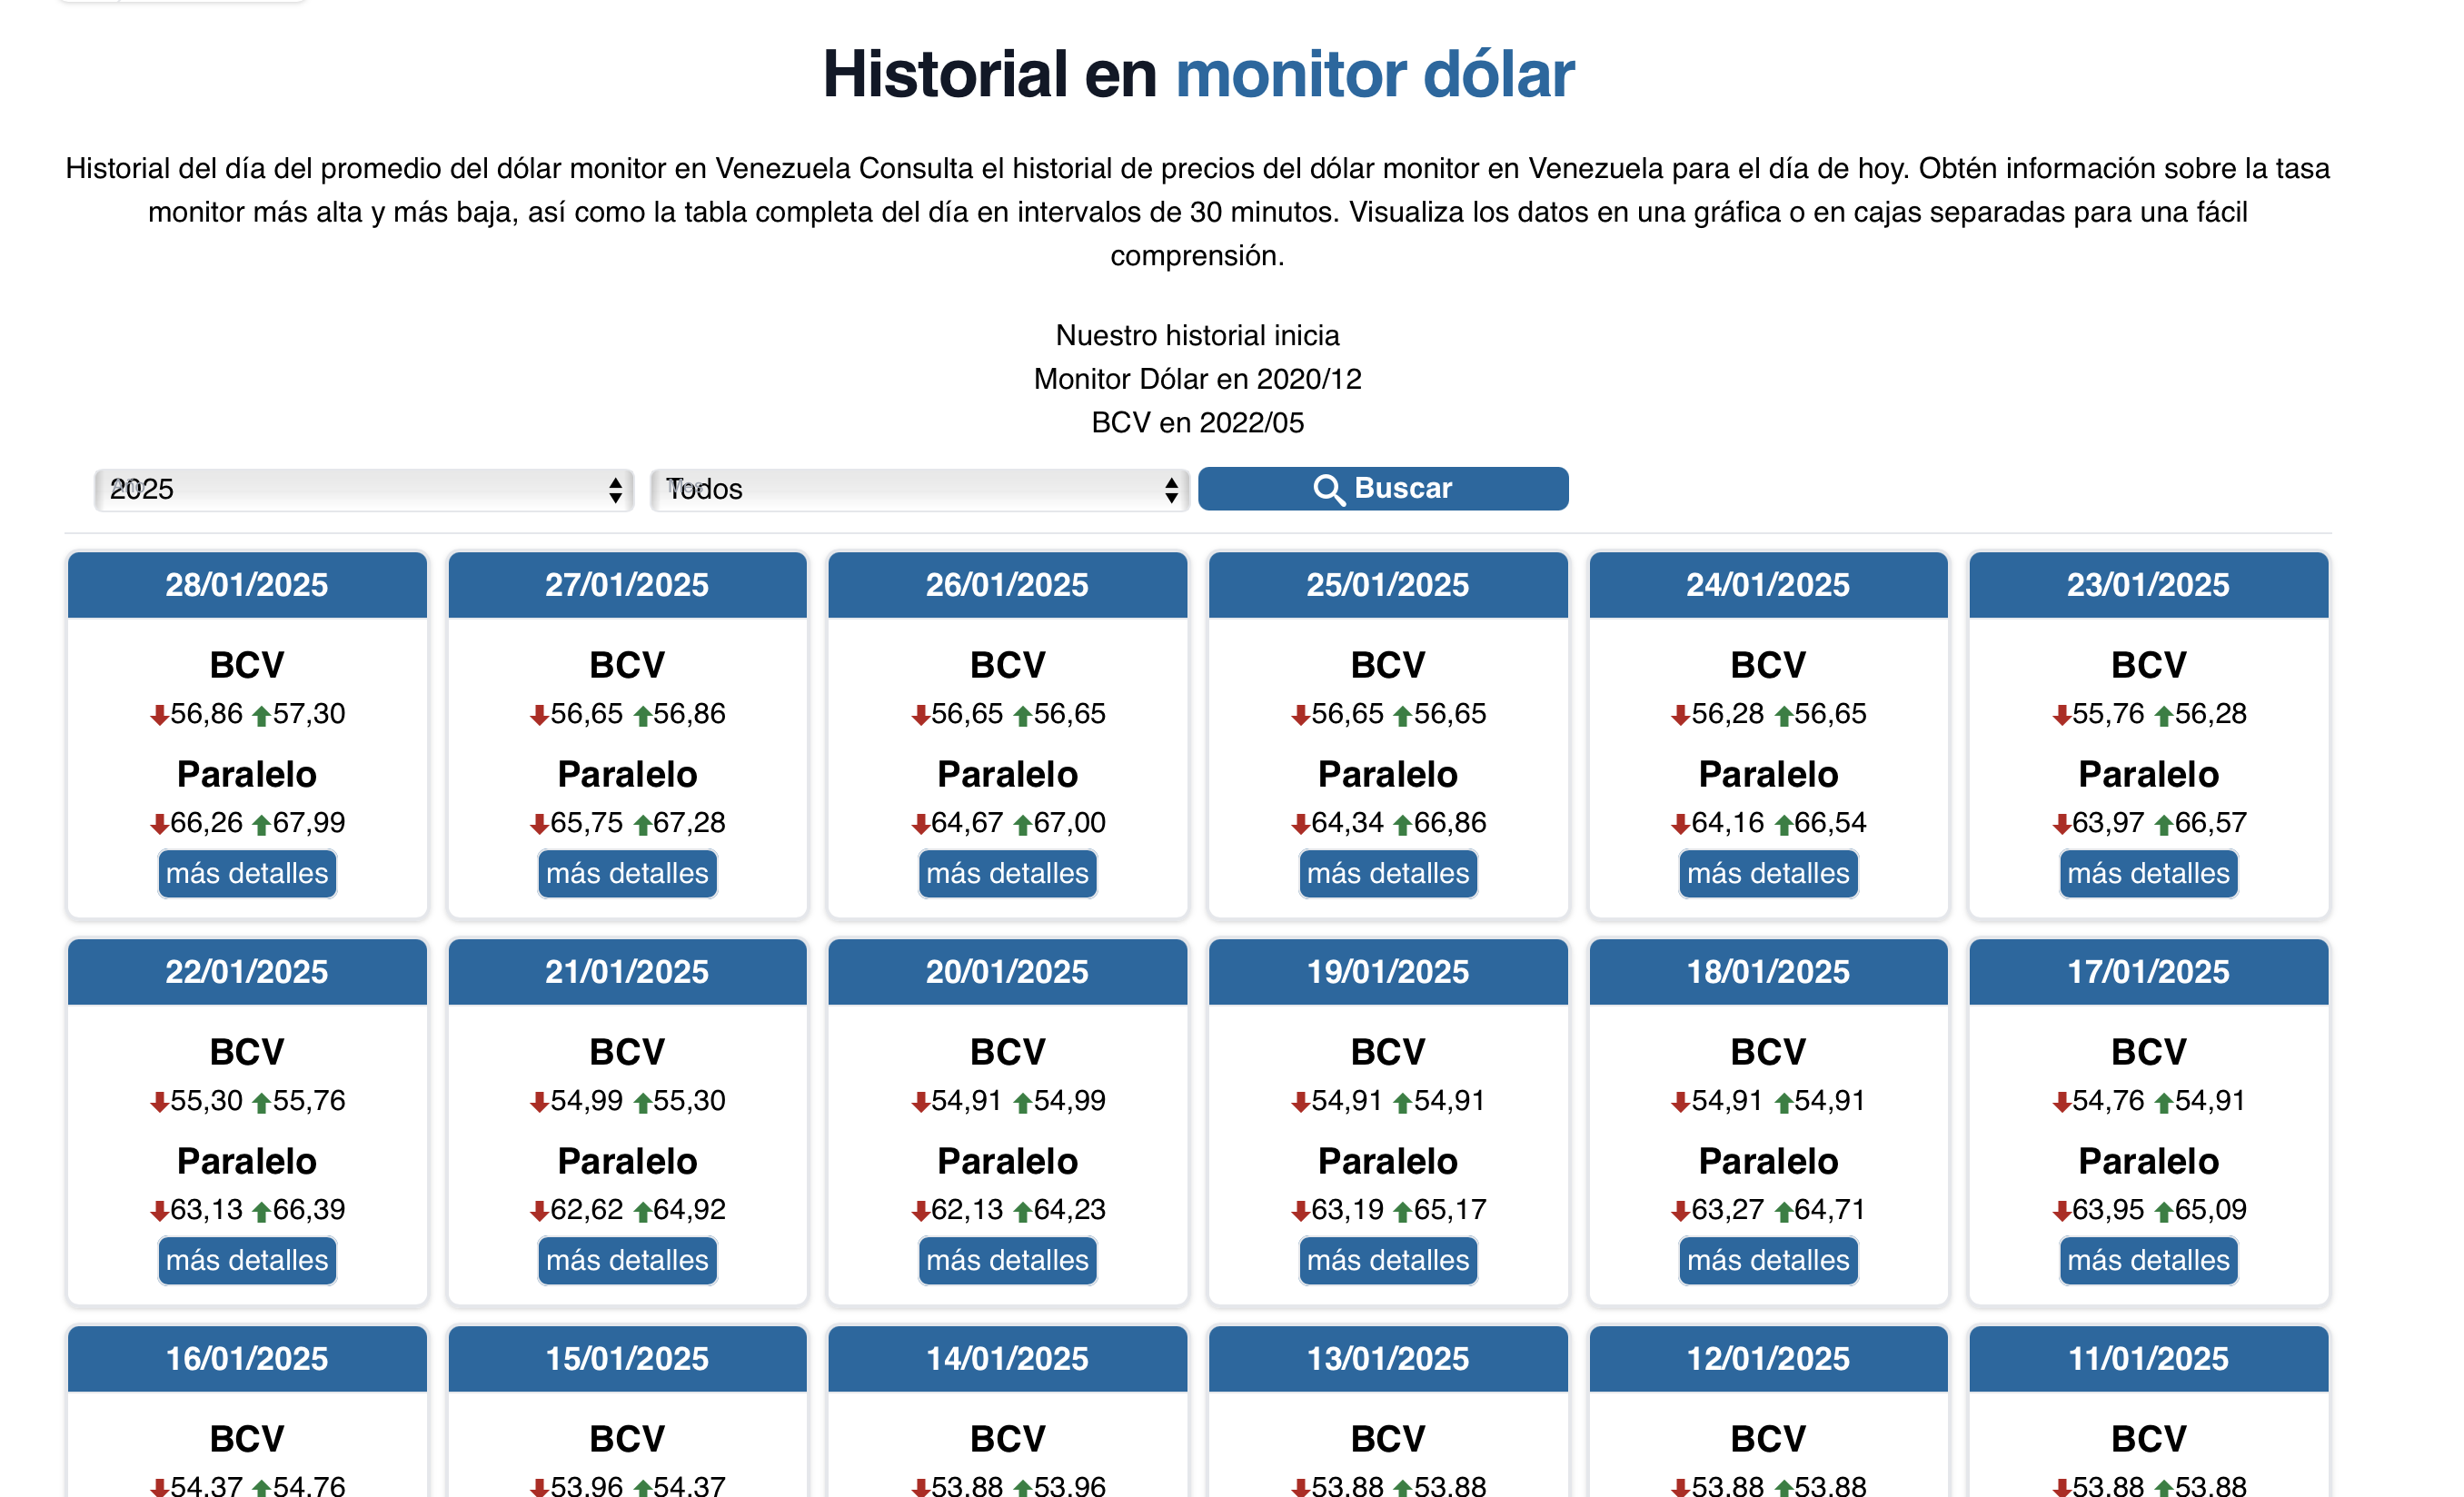 Historial en monitor dólar
Historial del día del promedio del dólar monitor en Venezuela Consulta el historial de precios del dólar monitor en Venezuela para el día de hoy. Obtén información sobre la tasa
monitor más alta y más baja, así como la tabla completa del día en intervalos de 30 minutos. Visualiza los datos en una gráfica o en cajas separadas para una fácil
comprensión.
Nuestro historial inicia
Monitor Dólar en 2020/12
BCV en 2022/05
2025 Todos Buscar
28/01/2025 27/01/2025 26/01/2025 25/01/2025 24/01/2025 23/01/2025
BCV BCV BCV BCV BCV BCV
56,86 57,30 56,65 56,86 56,65 56,65 56,65 56,65 56,28 56,65 55,76 56,28
Paralelo Paralelo Paralelo Paralelo Paralelo Paralelo
66,26 67,99 65,75 67,28 64,67 67,00 64,34 66,86 64,16 66,54 63,97 66,57
más detalles más detalles más detalles más detalles más detalles más detalles
22/01/2025 21/01/2025 20/01/2025 19/01/2025 18/01/2025 17/01/2025
BCV BCV BCV BCV BCV BCV
55,30 55,76 54,99 55,30 54,91 54,99 54,91 54,91 54,91 54,91 54,76 54,91
Paralelo Paralelo Paralelo Paralelo Paralelo Paralelo
63,13 66,39 62,62 64,92 62,13 64,23 63,19 65,17 63,27 64,71 63,95 65,09
más detalles más detalles más detalles más detalles más detalles más detalles
16/01/2025 15/01/2025 14/01/2025 13/01/2025 12/01/2025 11/01/2025
BCV BCV BCV BCV BCV BCV
54,37 54,76 53,96 54,37 53,88 53,96 53,88 53,88 53,88 53,88 53,88 53,88